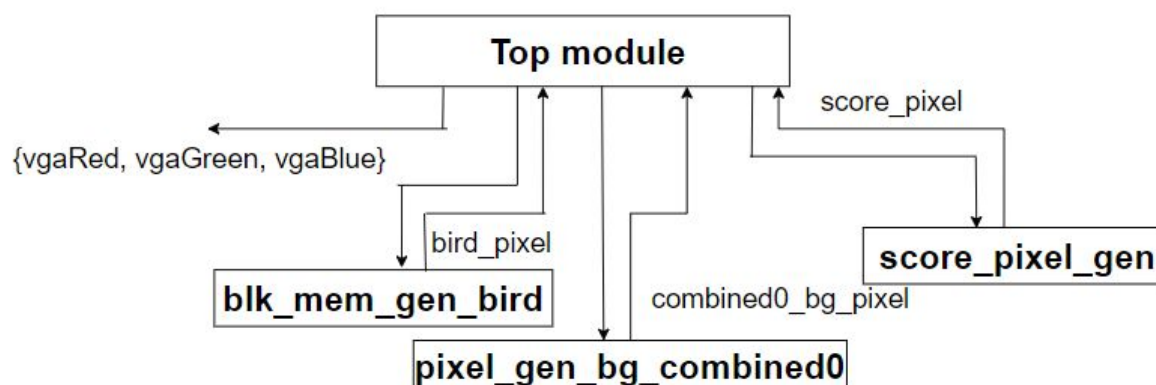 Top module
score_pixel
{vgaRed, vgaGreen, vgaBlue}
bird_pixel
score_pixel_gen
blk_mem_gen_bird
combined0_bg_pixel
pixel_gen_bg_combined0